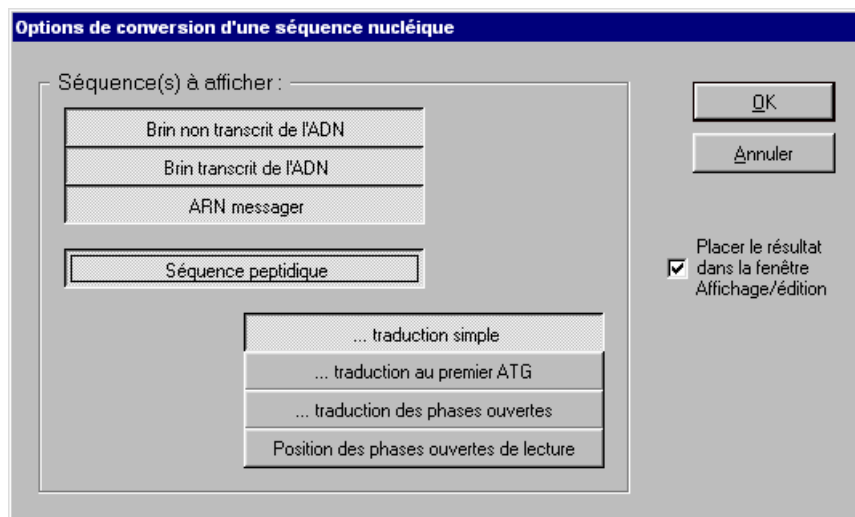 Options de conversion d'une séquence nucléique
Séquence(s) à afficher :
Brin non transcrit de l'ADN
Brin transcrit de l'ADN
ARN messager
Séquence peptidique
... traduction simple
... traduction au premier ATG
... traduction des phases ouvertes
Position des phases ouvertes de lecture
OK
Annuler
Placer le résultat
dans la fenêtre
Affichage/édition